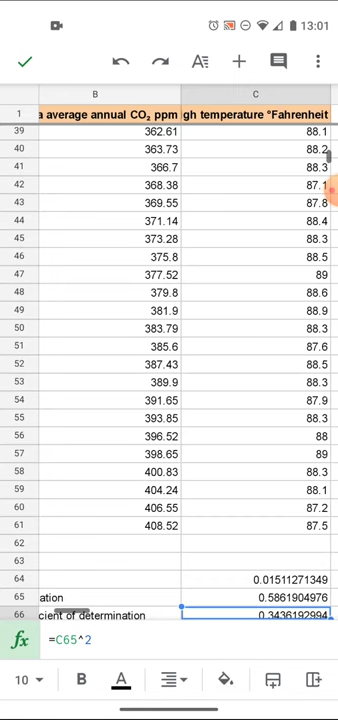 13:01
B C
1 a average annual CO₂ ppm gh temperature °Fahrenheit
39 362.61 88.1
40 363.73 88.2
41 366.7 88.3
42 368.38 87.1
43 369.55 87.8
44 371.14 88.4
45 373.28 88.3
46 375.8 88.5
47 377.52 89
48 379.8 88.6
49 381.9 88.9
50 383.79 88.3
51 385.6 87.6
52 387.43 88.5
53 389.9 88.3
54 391.65 87.9
55 393.85 88.3
56 396.52 88
57 398.65 89
58 400.83 88.3
59 404.24 88.1
60 406.55 87.2
61 408.52 87.5
62
63
64 0.01511271349
65 ation 0.5861904976
66 cient of determination 0.3436192994
fx =C65^2
10 B A